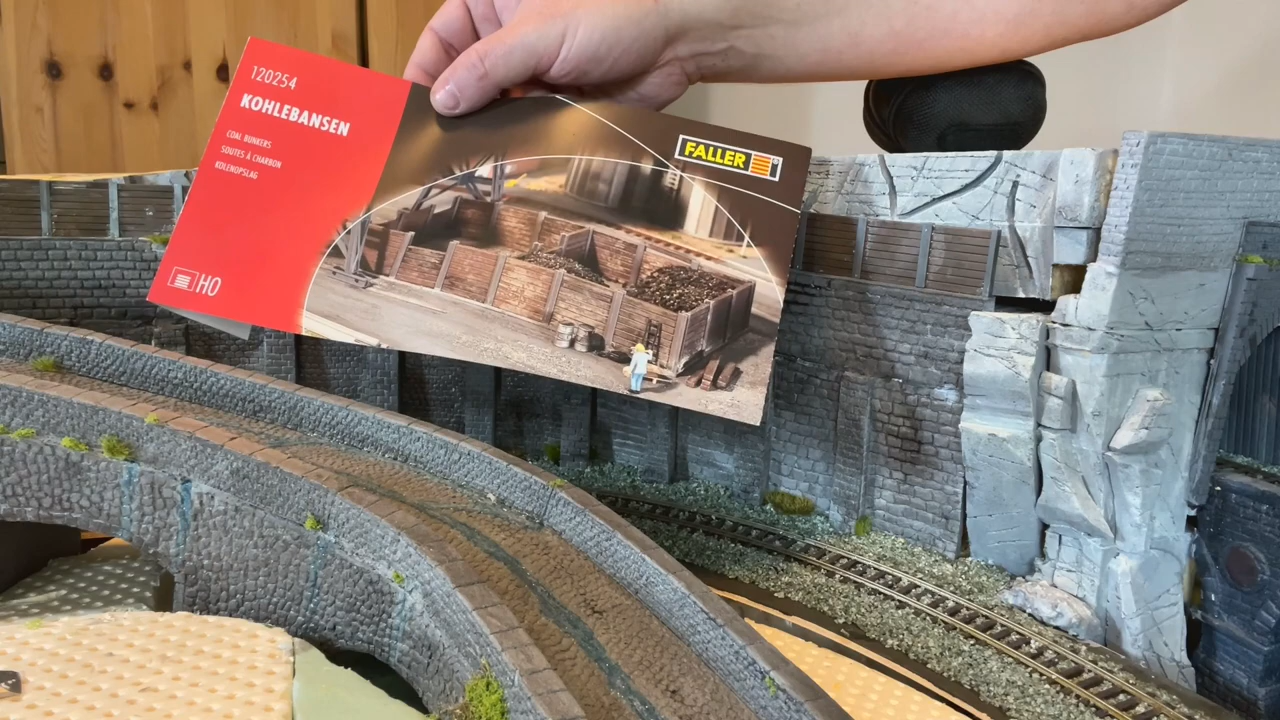 120254
KOHLEBANSEN
COAL BUNKERS
SOUTES À CHARBON
KOLENOPSLAG
HO
FALLER